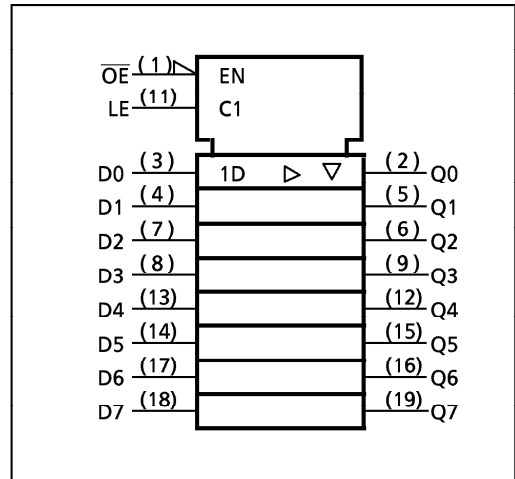 O̅E̅ (1) EN
LE (11) C1
D0 (3) 1D (2) Q0
D1 (4) (5) Q1
D2 (7) (6) Q2
D3 (8) (9) Q3
D4 (13) (12) Q4
D5 (14) (15) Q5
D6 (17) (16) Q6
D7 (18) (19) Q7